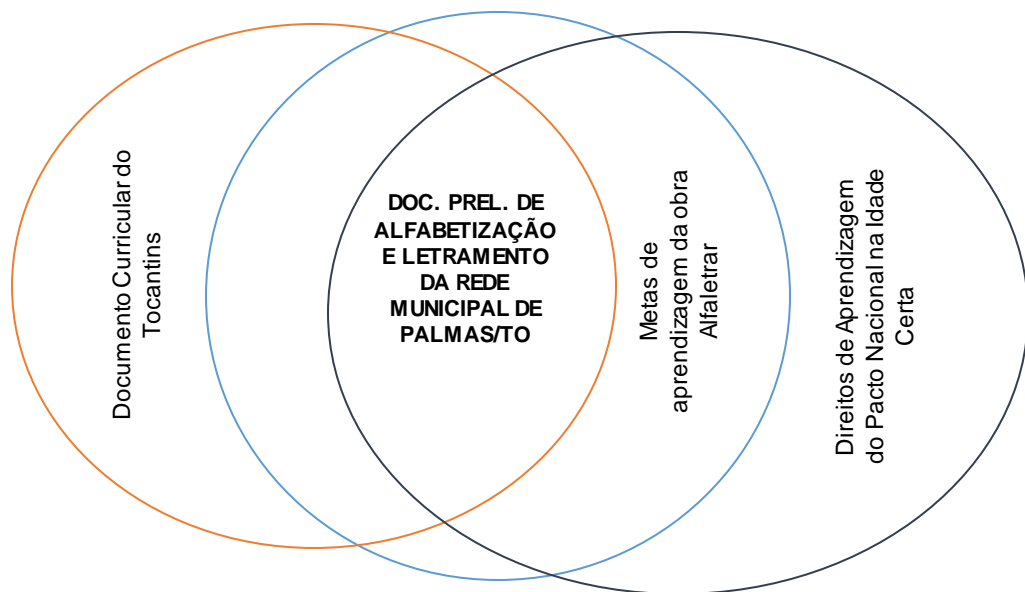 Documento Curricular do
Tocantins
DOC. PREL. DE
ALFABETIZAÇÃO
E LETRAMENTO
DA REDE
MUNICIPAL DE
PALMAS/TO
Metas de
aprendizagem da obra
Alfaletrar
Direitos de Aprendizagem
do Pacto Nacional na Idade
Certa